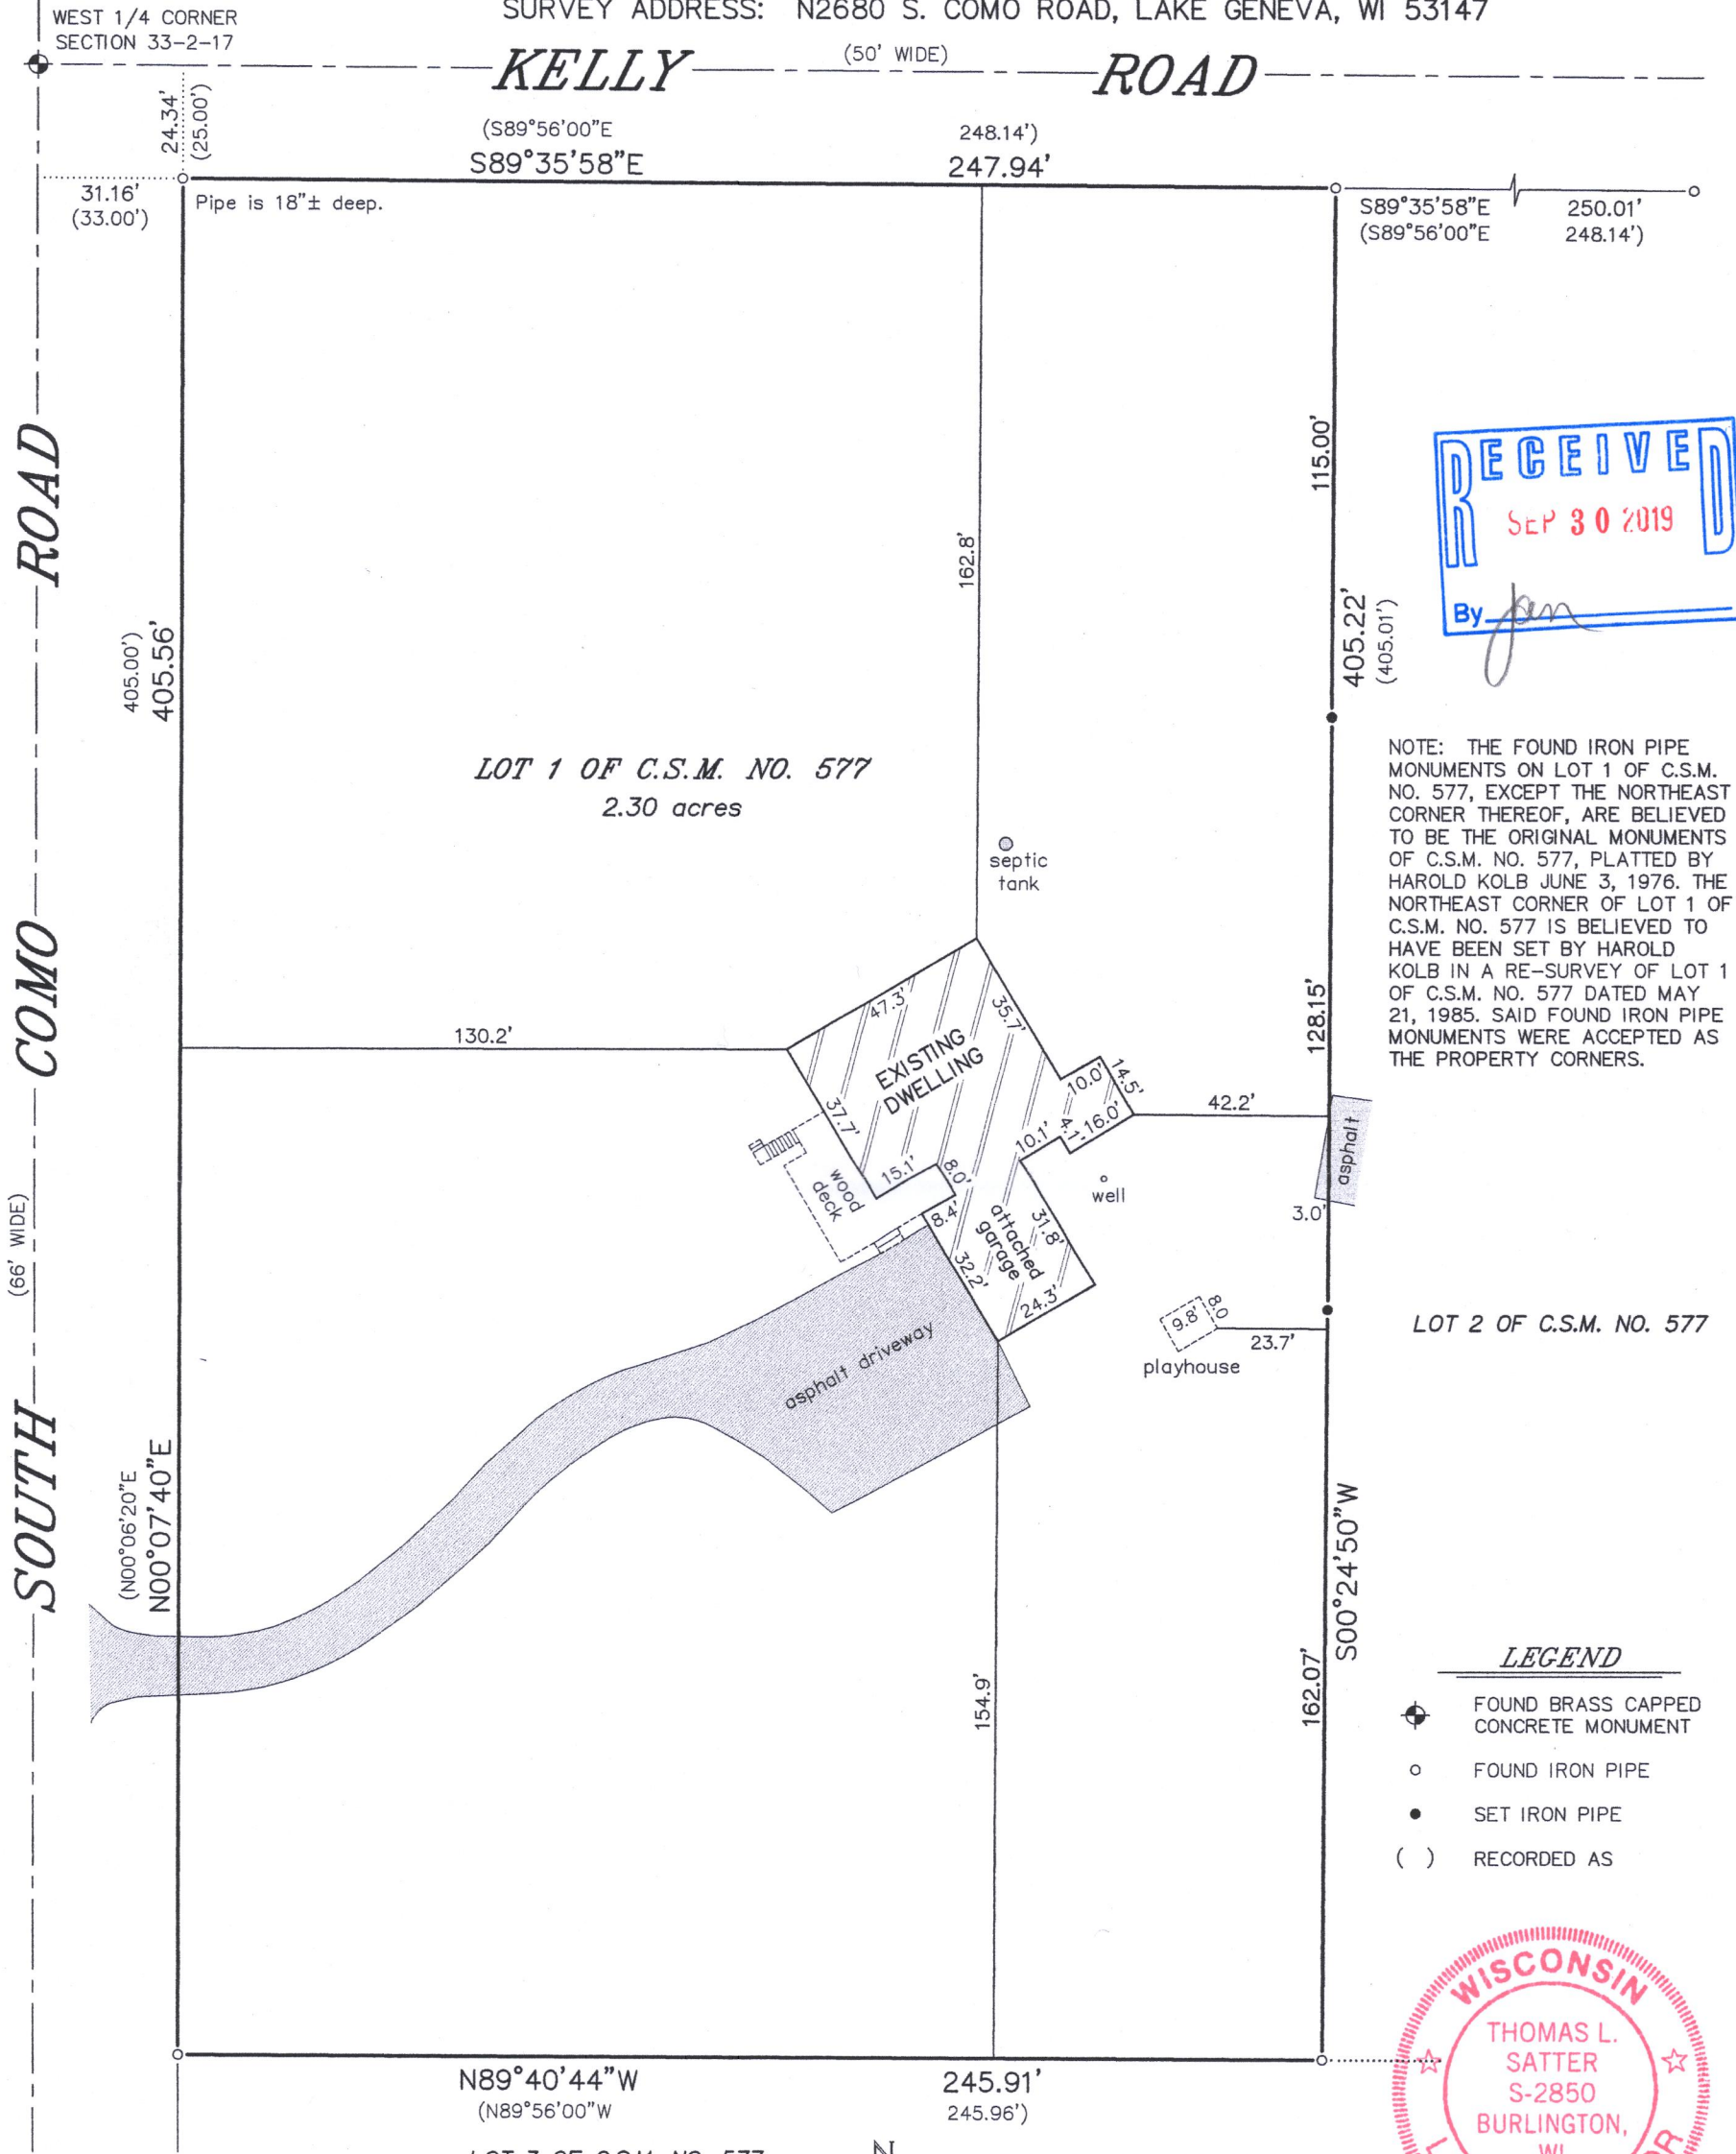 SURVEY ADDRESS: N2680 S. COMO ROAD, LAKE GENEVA, WI 53147
WEST 1/4 CORNER
SECTION 33-2-17
KELLY (50' WIDE) ROAD
24.34'
(25.00')
(S89°56'00"E 248.14')
S89°35'58"E 247.94'
31.16'
(33.00')
Pipe is 18"± deep.
S89°35'58"E 250.01'
(S89°56'00"E 248.14')
SOUTH COMO ROAD
(66' WIDE)
405.00')
405.56'
(N00°06'20"E
N00°07'40"E
162.8'
115.00'
405.22'
(405.01')
RECEIVED
SEP 30 2019
By Jan
LOT 1 OF C.S.M. NO. 577
2.30 acres
NOTE: THE FOUND IRON PIPE
MONUMENTS ON LOT 1 OF C.S.M.
NO. 577, EXCEPT THE NORTHEAST
CORNER THEREOF, ARE BELIEVED
TO BE THE ORIGINAL MONUMENTS
OF C.S.M. NO. 577, PLATTED BY
HAROLD KOLB JUNE 3, 1976. THE
NORTHEAST CORNER OF LOT 1 OF
C.S.M. NO. 577 IS BELIEVED TO
HAVE BEEN SET BY HAROLD
KOLB IN A RE-SURVEY OF LOT 1
OF C.S.M. NO. 577 DATED MAY
21, 1985. SAID FOUND IRON PIPE
MONUMENTS WERE ACCEPTED AS
THE PROPERTY CORNERS.
septic
tank
130.2'
47.3'
35.7'
EXISTING
DWELLING
37.7'
10.0'
14.5'
4.1'
16.0'
10.1'
42.2'
128.15'
asphalt
3.0'
15.1'
8.0'
wood
deck
8.4'
well
attached
garage
31.8'
32.2'
24.3'
9.8'
8.0
playhouse
23.7'
LOT 2 OF C.S.M. NO. 577
asphalt driveway
154.9'
162.07'
S00°24'50"W
LEGEND
FOUND BRASS CAPPED
CONCRETE MONUMENT
FOUND IRON PIPE
SET IRON PIPE
( ) RECORDED AS
WISCONSIN
THOMAS L.
SATTER
S-2850
BURLINGTON,
WI
N89°40'44"W 245.91'
(N89°56'00"W 245.96')
LOT 3 OF C.S.M. NO. 577
N